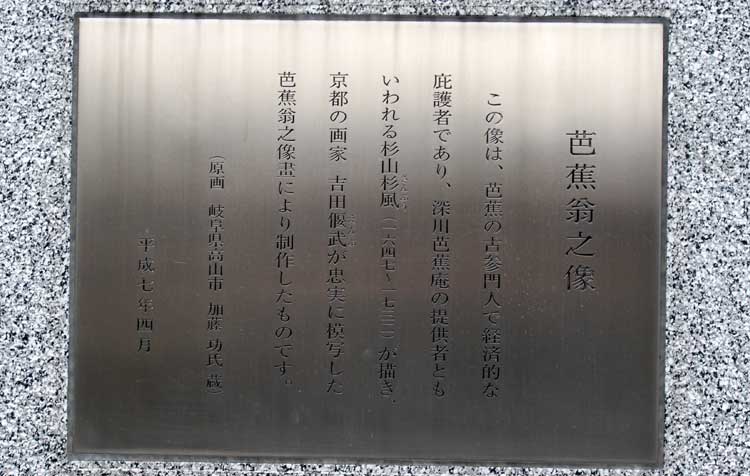 芭蕉翁之像
この像は、芭蕉の古参門人で経済的な
庇護者であり、深川芭蕉庵の提供者とも
いわれる杉山杉風(一六四七~一七三二)が描き、
京都の画家 吉田偃武が忠実に模写した
芭蕉翁之像畫により制作したものです。
(原画 岐阜県高山市 加藤 功氏 蔵)
平成七年四月